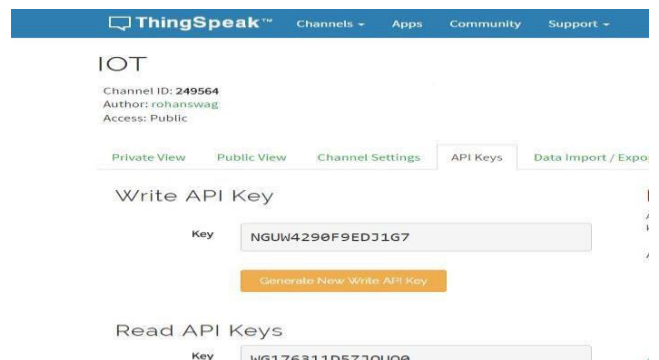 ThingSpeak™ Channels Apps Community Support
IOT
Channel ID: 249564
Author: rohanswag
Access: Public
Private View Public View Channel Settings API Keys Data Import / Expo
Write API Key
Key NGUW4290F9EDJ1G7
Generate New Write API Key
Read API Keys
Key